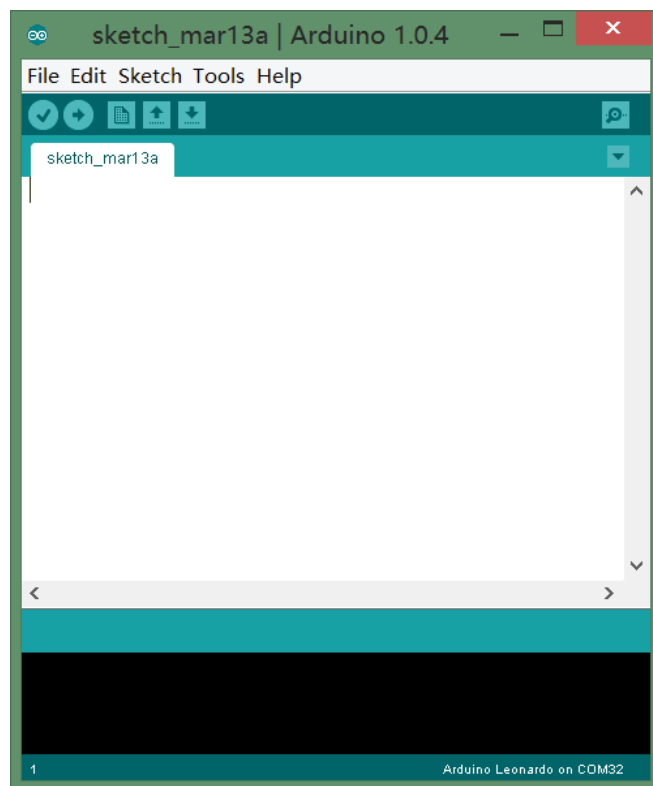 sketch_mar13a | Arduino 1.0.4
File Edit Sketch Tools Help
sketch_mar13a
1 Arduino Leonardo on COM32